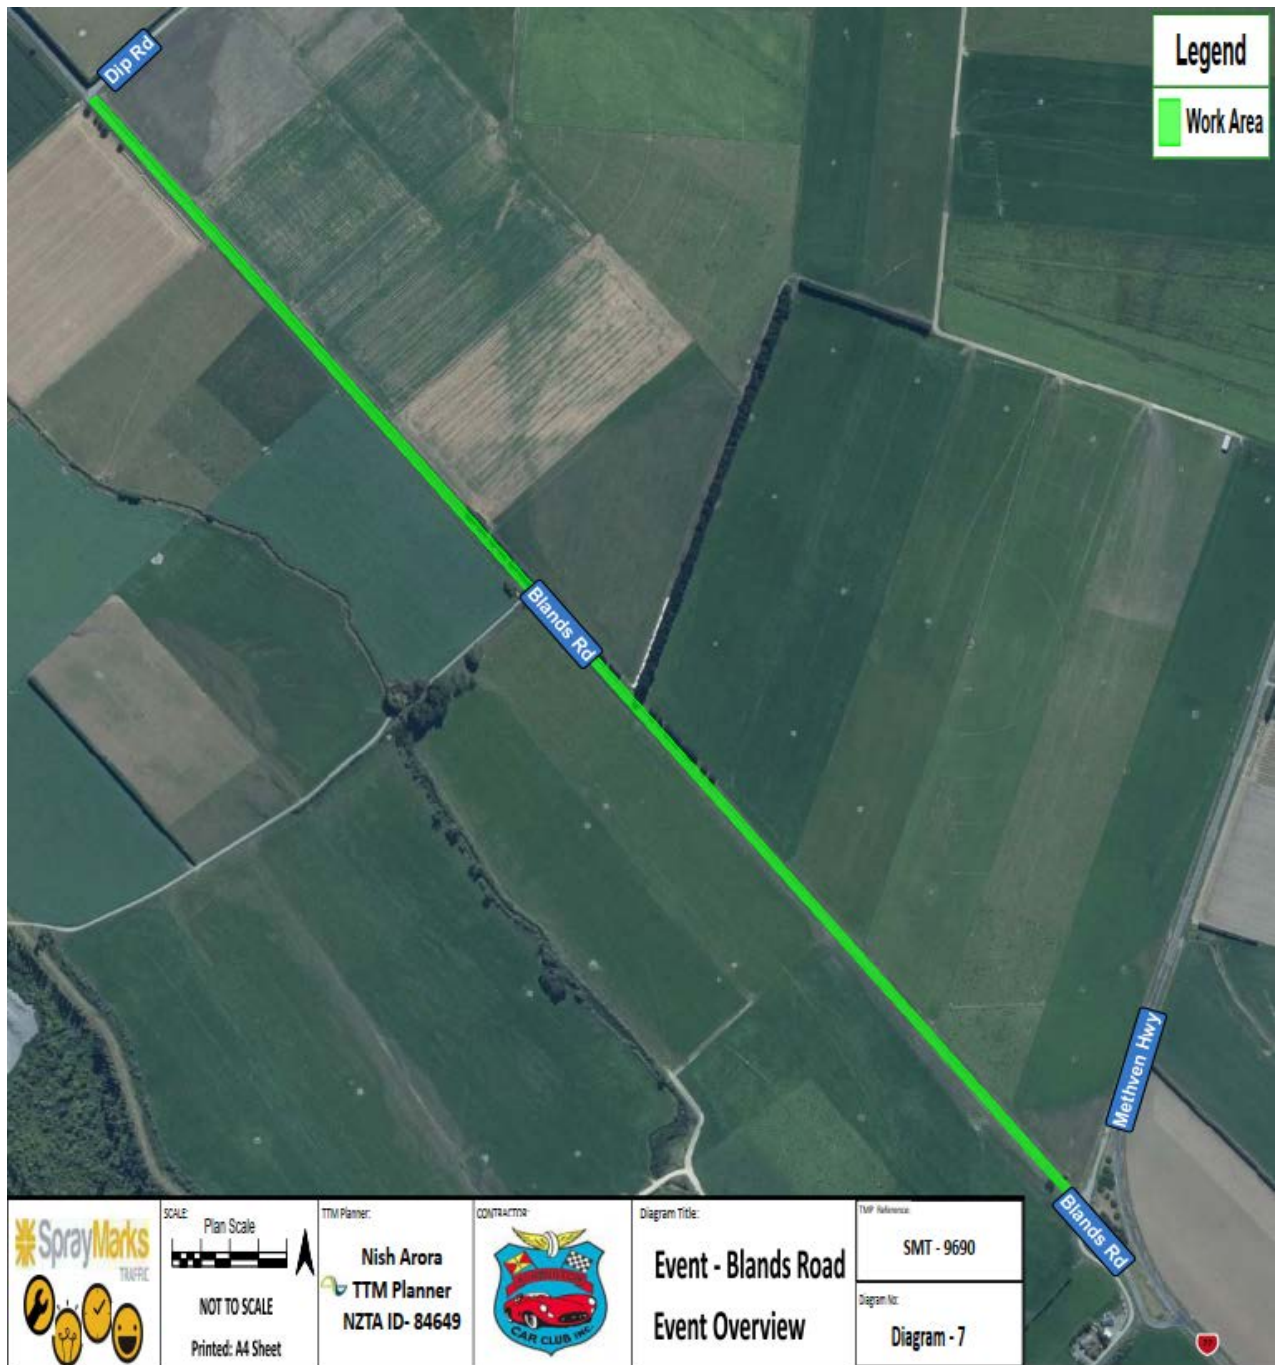 Dip Rd
Legend
Work Area
Blands Rd
Methven Hwy
Blands Rd
SprayMarks
TRAFFIC
SCALE:
Plan Scale
NOT TO SCALE
Printed: A4 Sheet
TTM Planner:
Nish Arora
TTM Planner
NZTA ID- 84649
CONTRACTOR:
CAR CLUB INC.
Diagram Title:
Event - Blands Road
Event Overview
TMP Reference:
SMT - 9690
Diagram No:
Diagram - 7
77